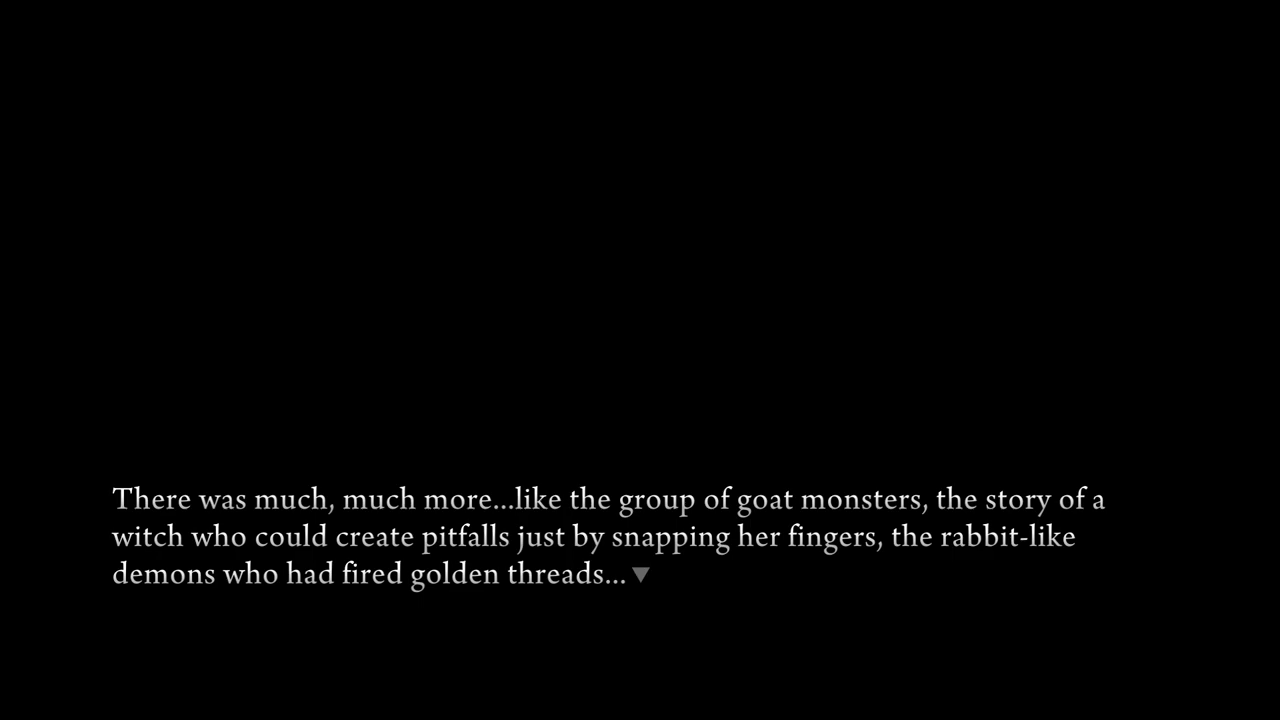 There was much, much more...like the group of goat monsters, the story of a
witch who could create pitfalls just by snapping her fingers, the rabbit-like
demons who had fired golden threads...